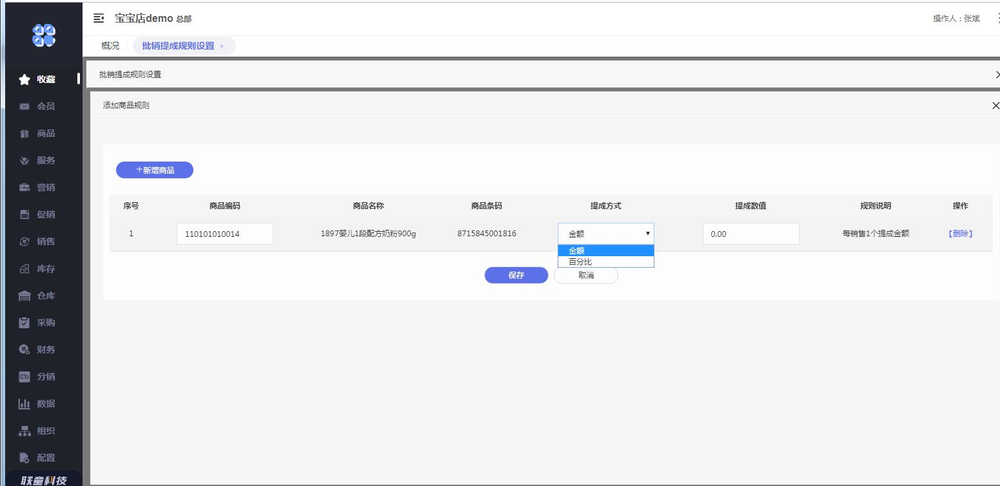 宝宝店demo 总部
操作人：张斌
概况
批销提成规则设置 ×
批销提成规则设置
添加商品规则
收藏
会员
商品
服务
营销
促销
销售
库存
仓库
采购
财务
分销
数据
组织
配置
联童科技
+新增商品
序号 商品编码 商品名称 商品条码 提成方式 提成数值 规则说明 操作
1 110101010014 1897婴儿1段配方奶粉900g 8715845001816 金额 0.00 每销售1个提成金额 【删除】
金额
百分比
保存 取消